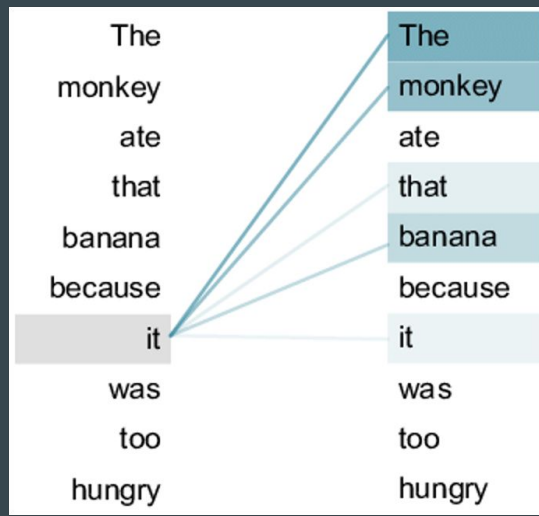 The The
monkey monkey
ate ate
that that
banana banana
because because
it it
was was
too too
hungry hungry